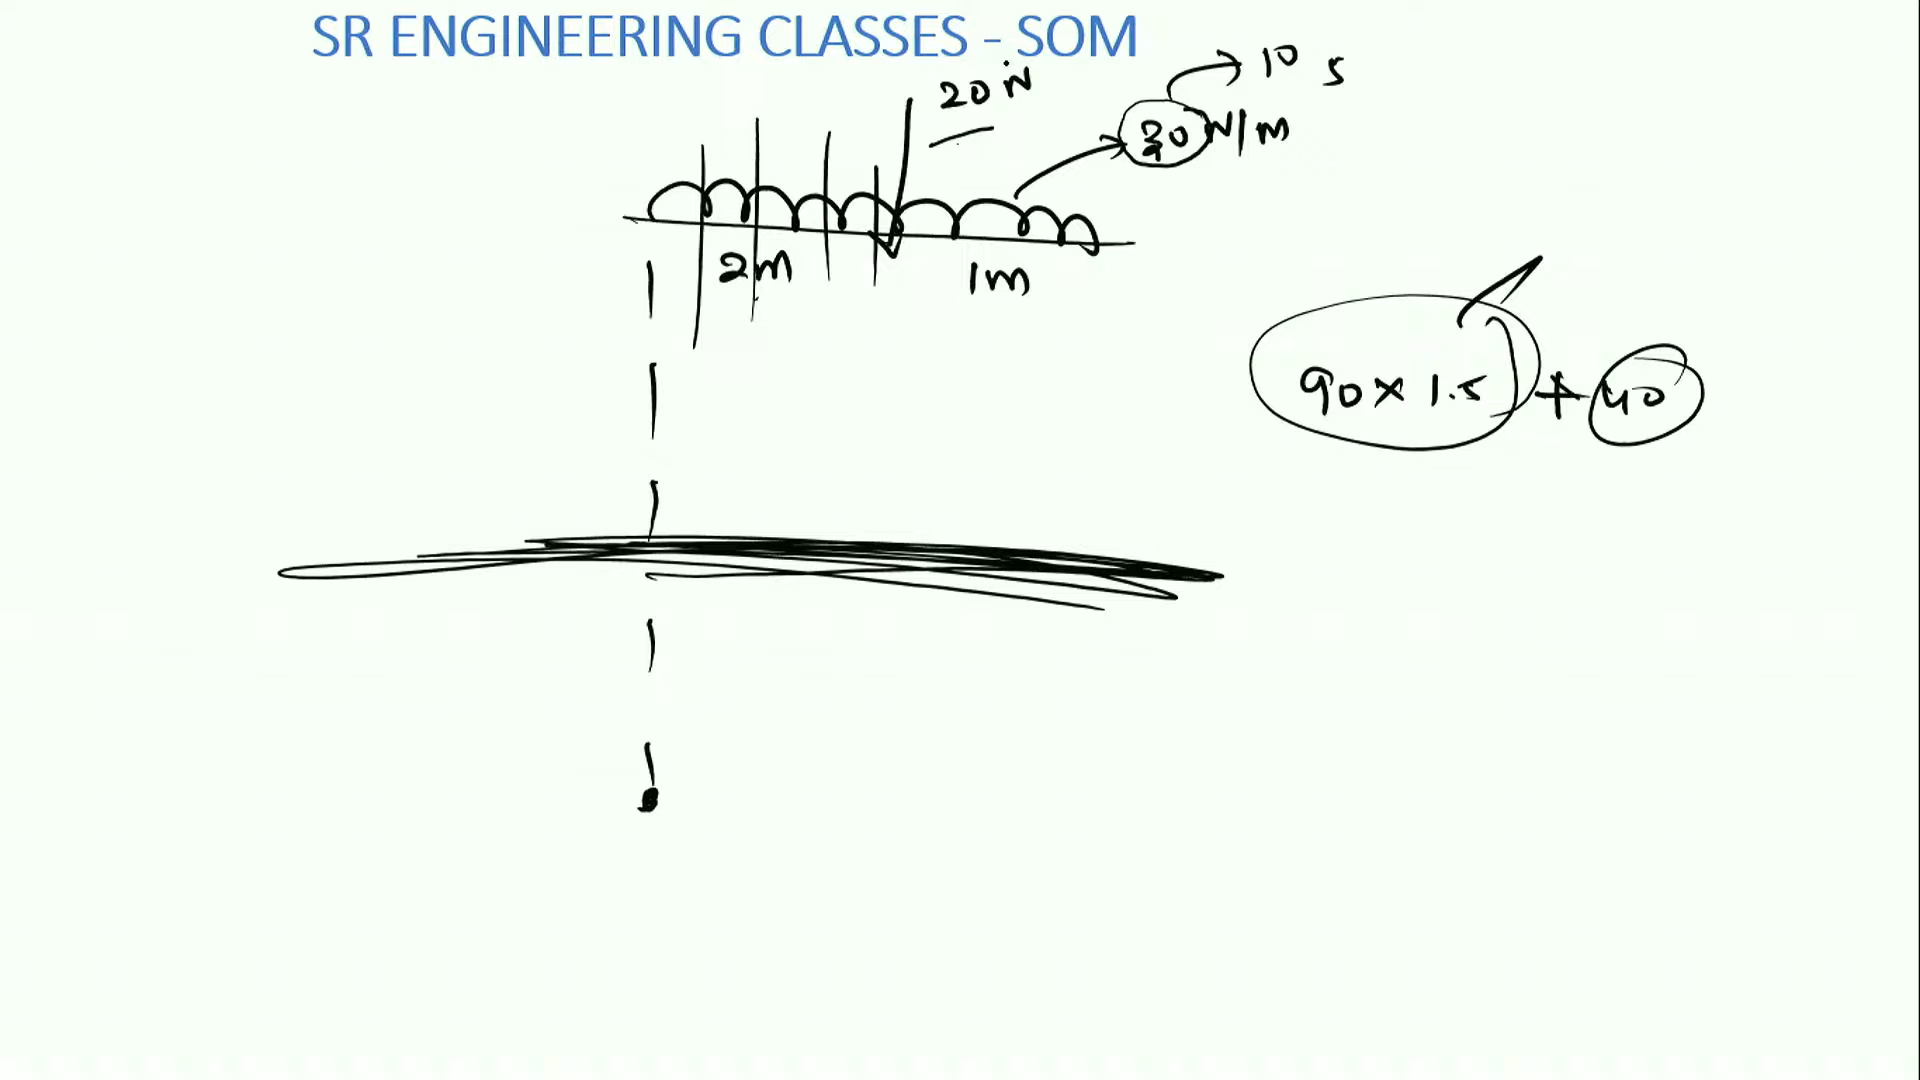 SR ENGINEERING CLASSES - SOM
10 5
20 N
30 N/m
2m
1m
90 × 1.5) + 40